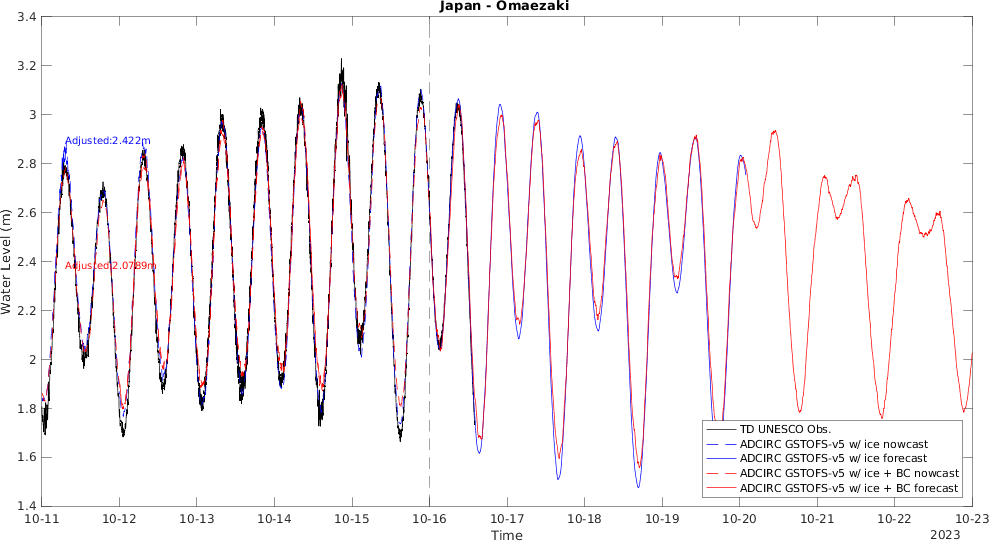 Japan - Omaezaki
3.4
3.2
3
2.8
2.6
2.4
2.2
2
1.8
1.6
1.4
Water Level (m)
Adjusted:2.422m
Adjusted:2.0789m
TD UNESCO Obs.
ADCIRC GSTOFS-v5 w/ ice nowcast
ADCIRC GSTOFS-v5 w/ ice forecast
ADCIRC GSTOFS-v5 w/ ice + BC nowcast
ADCIRC GSTOFS-v5 w/ ice + BC forecast
10-11 10-12 10-13 10-14 10-15 10-16 10-17 10-18 10-19 10-20 10-21 10-22 10-23
Time
2023